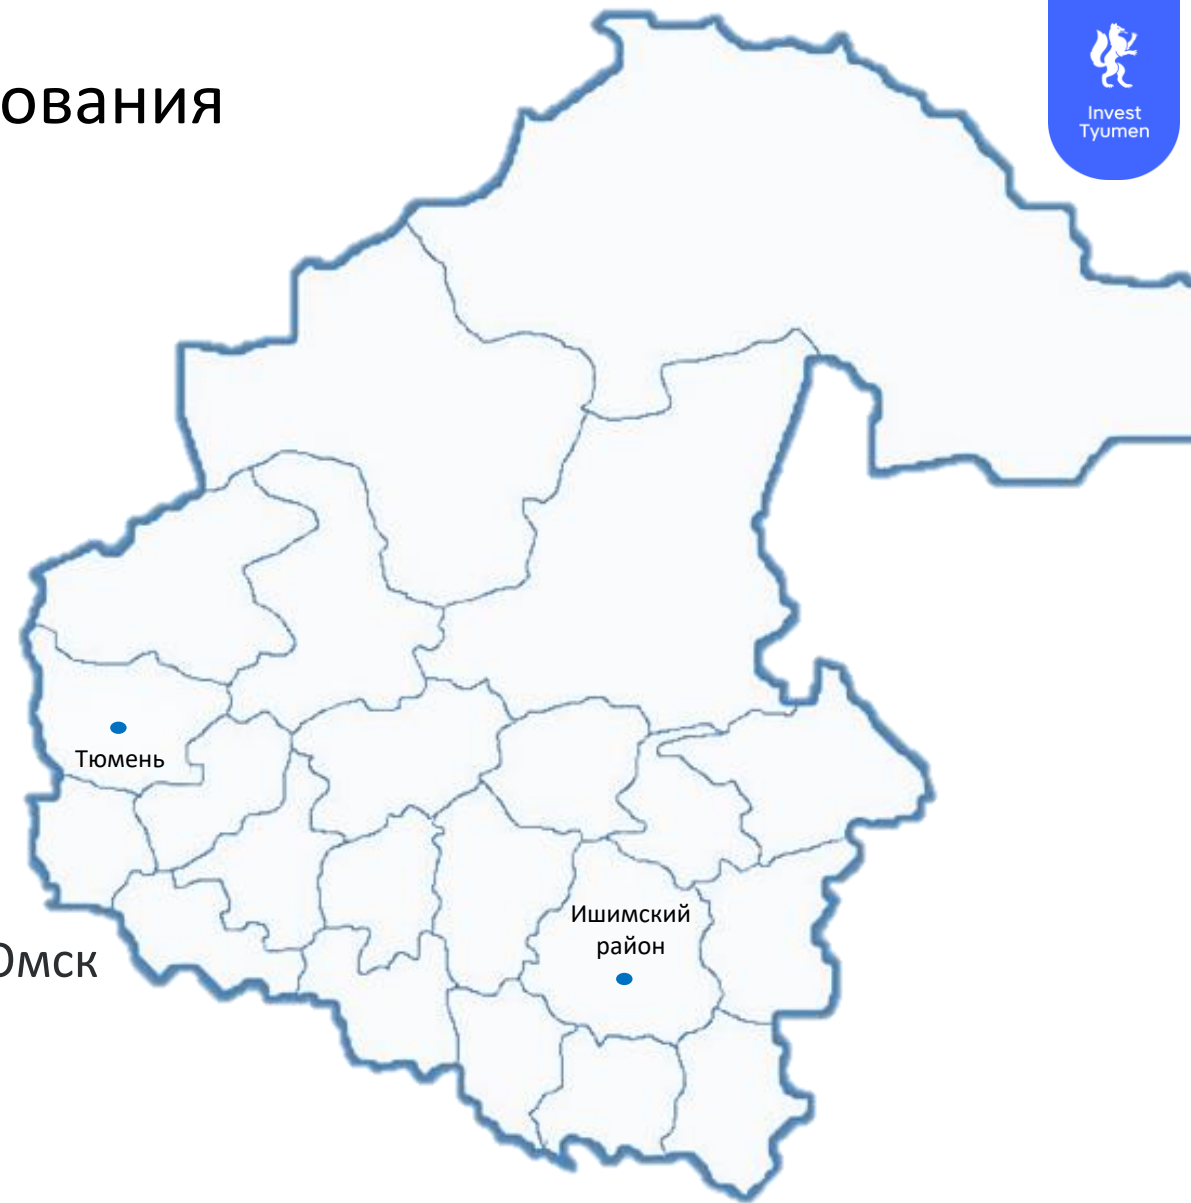 ования
Invest
Tyumen
Тюмень
Ишимский
район
Омск